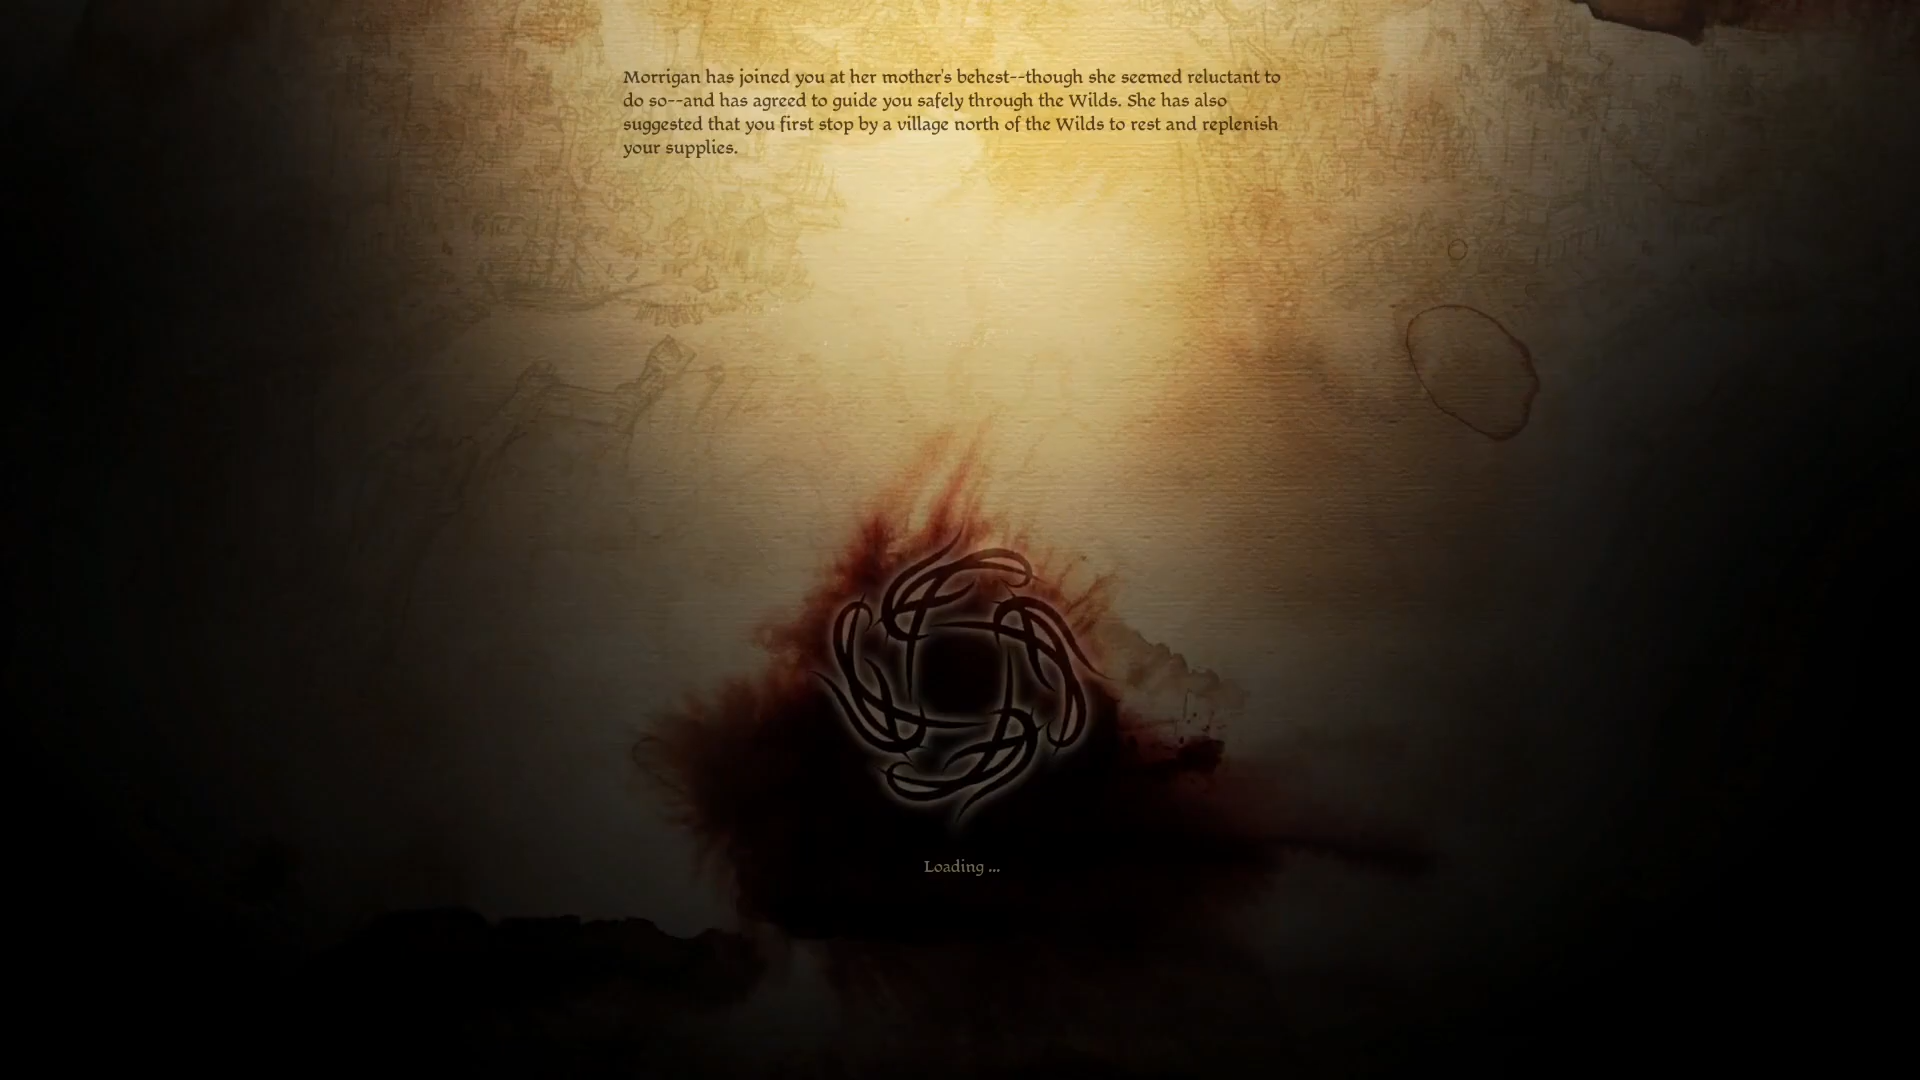 Morrigan has joined you at her mother's behest--though she seemed reluctant to
do so--and has agreed to guide you safely through the Wilds. She has also
suggested that you first stop by a village north of the Wilds to rest and replenish
your supplies.
Loading ...